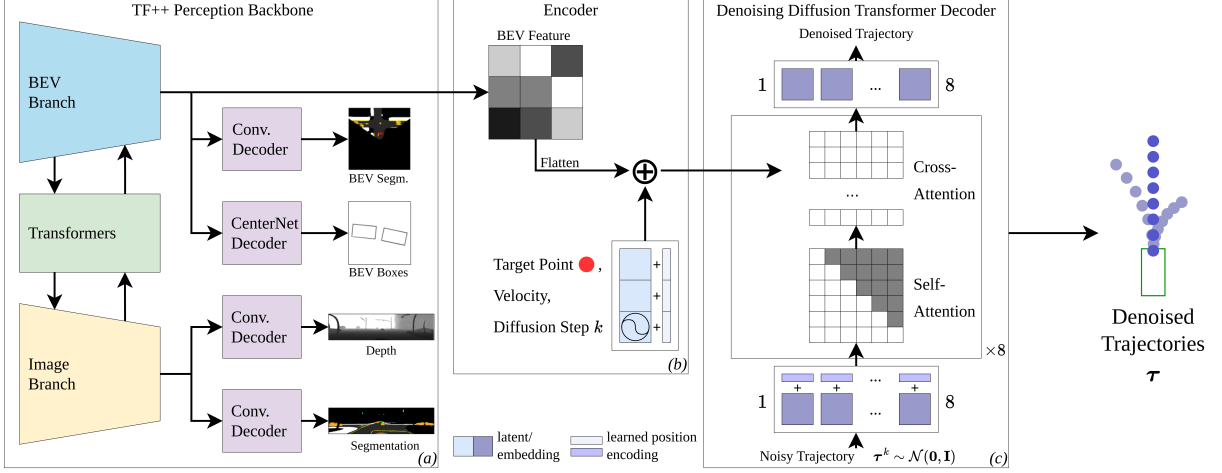 TF++ Perception Backbone
BEV
Branch
Transformers
Image
Branch
Conv.
Decoder
BEV Segm.
CenterNet
Decoder
BEV Boxes
Conv.
Decoder
Depth
Conv.
Decoder
Segmentation
(a)
Encoder
BEV Feature
Flatten
Target Point ,
Velocity,
Diffusion Step k
+
+
+
(b)
latent/
embedding
learned position
encoding
Denoising Diffusion Transformer Decoder
Denoised Trajectory
1 ... 8
Cross-
Attention
...
Self-
Attention
×8
...
+ + +
1 ... 8
Noisy Trajectory τᵏ ∼ 𝒩(0, I)
(c)
Denoised
Trajectories
τ